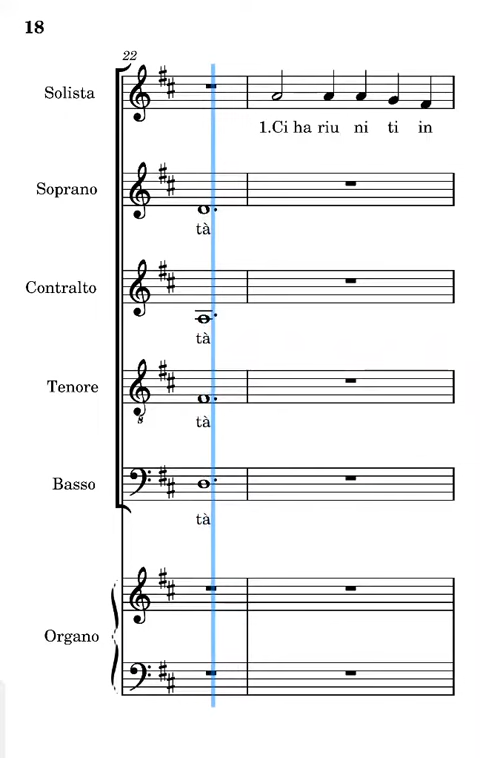 18
22
Solista
1.Ci ha riu ni ti in
Soprano
tà
Contralto
tà
Tenore
8
tà
Basso
tà
Organo